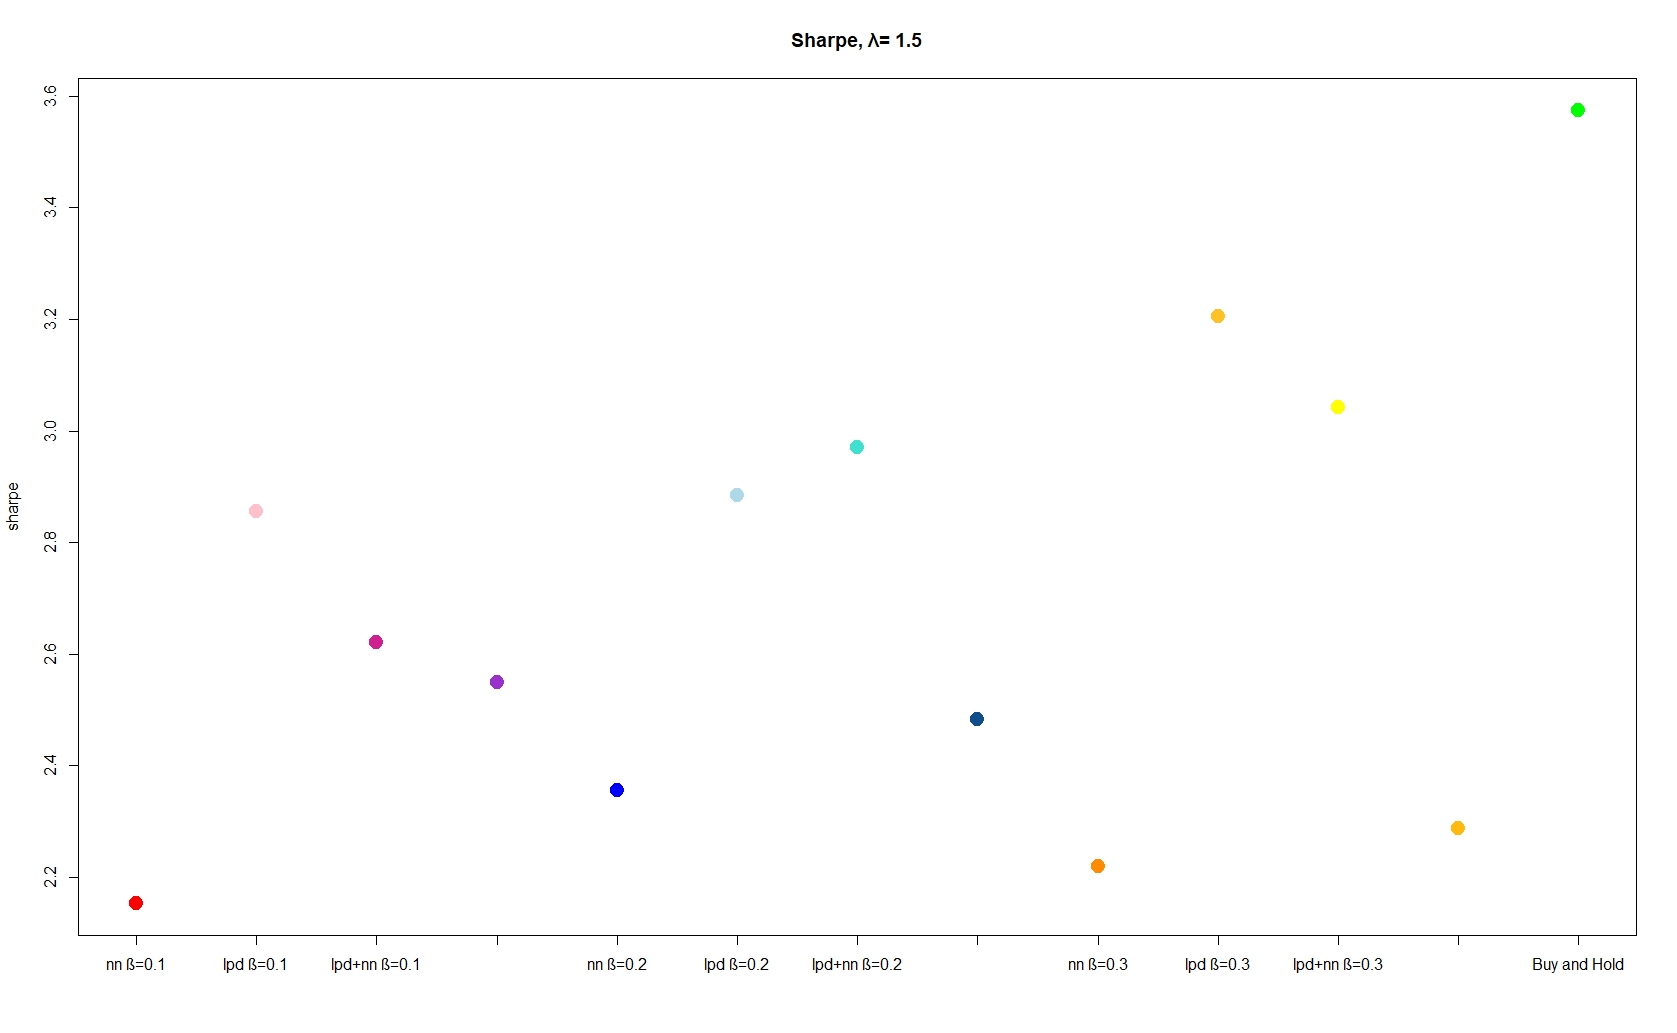 Sharpe, λ= 1.5
sharpe
3.6
3.4
3.2
3.0
2.8
2.6
2.4
2.2
nn ß=0.1 lpd ß=0.1 lpd+nn ß=0.1 nn ß=0.2 lpd ß=0.2 lpd+nn ß=0.2 nn ß=0.3 lpd ß=0.3 lpd+nn ß=0.3 Buy and Hold